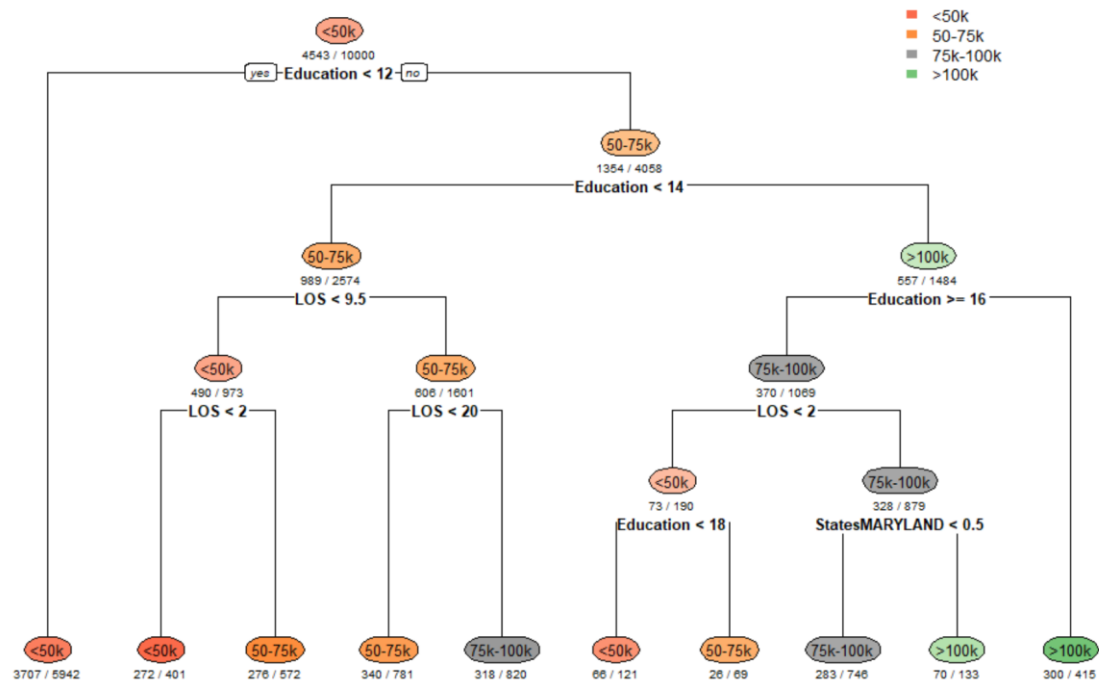 <50k
4543 / 10000
yes Education < 12 no
<50k
50-75k
75k-100k
>100k
50-75k
1354 / 4058
Education < 14
50-75k
989 / 2574
LOS < 9.5
>100k
557 / 1484
Education >= 16
<50k
490 / 973
LOS < 2
50-75k
606 / 1601
LOS < 20
75k-100k
370 / 1069
LOS < 2
<50k
73 / 190
Education < 18
75k-100k
328 / 879
StatesMARYLAND < 0.5
<50k
3707 / 5942
<50k
272 / 401
50-75k
276 / 572
50-75k
340 / 781
75k-100k
318 / 820
<50k
66 / 121
50-75k
26 / 69
75k-100k
283 / 746
>100k
70 / 133
>100k
300 / 415